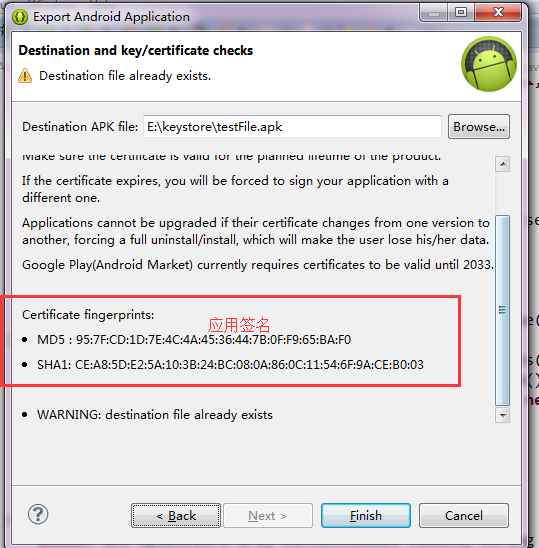 Export Android Application
Destination and key/certificate checks
Destination file already exists.
Destination APK file:
E:\keystore\testFile.apk
Browse...
Make sure the certificate is valid for the planned lifetime of the product.
If the certificate expires, you will be forced to sign your application with a
different one.
Applications cannot be upgraded if their certificate changes from one version to
another, forcing a full uninstall/install, which will make the user lose his/her data.
Google Play(Android Market) currently requires certificates to be valid until 2033.
Certificate fingerprints:
应用签名
MD5 : 95:7F:CD:1D:7E:4C:4A:45:36:44:7B:0F:F9:65:BA:F0
SHA1: CE:A8:5D:E2:5A:10:3B:24:BC:08:0A:86:0C:11:54:6F:9A:CE:B0:03
WARNING: destination file already exists
?
< Back
Next >
Finish
Cancel